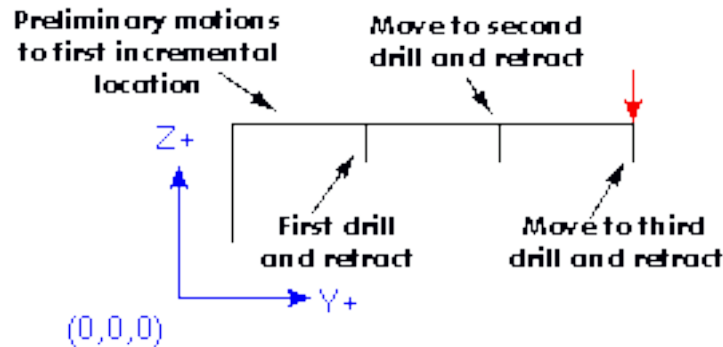 Preliminary motions
to first incremental
location
Move to second
drill and retract
Z+
First drill
and retract
Move to third
drill and retract
Y+
(0,0,0)